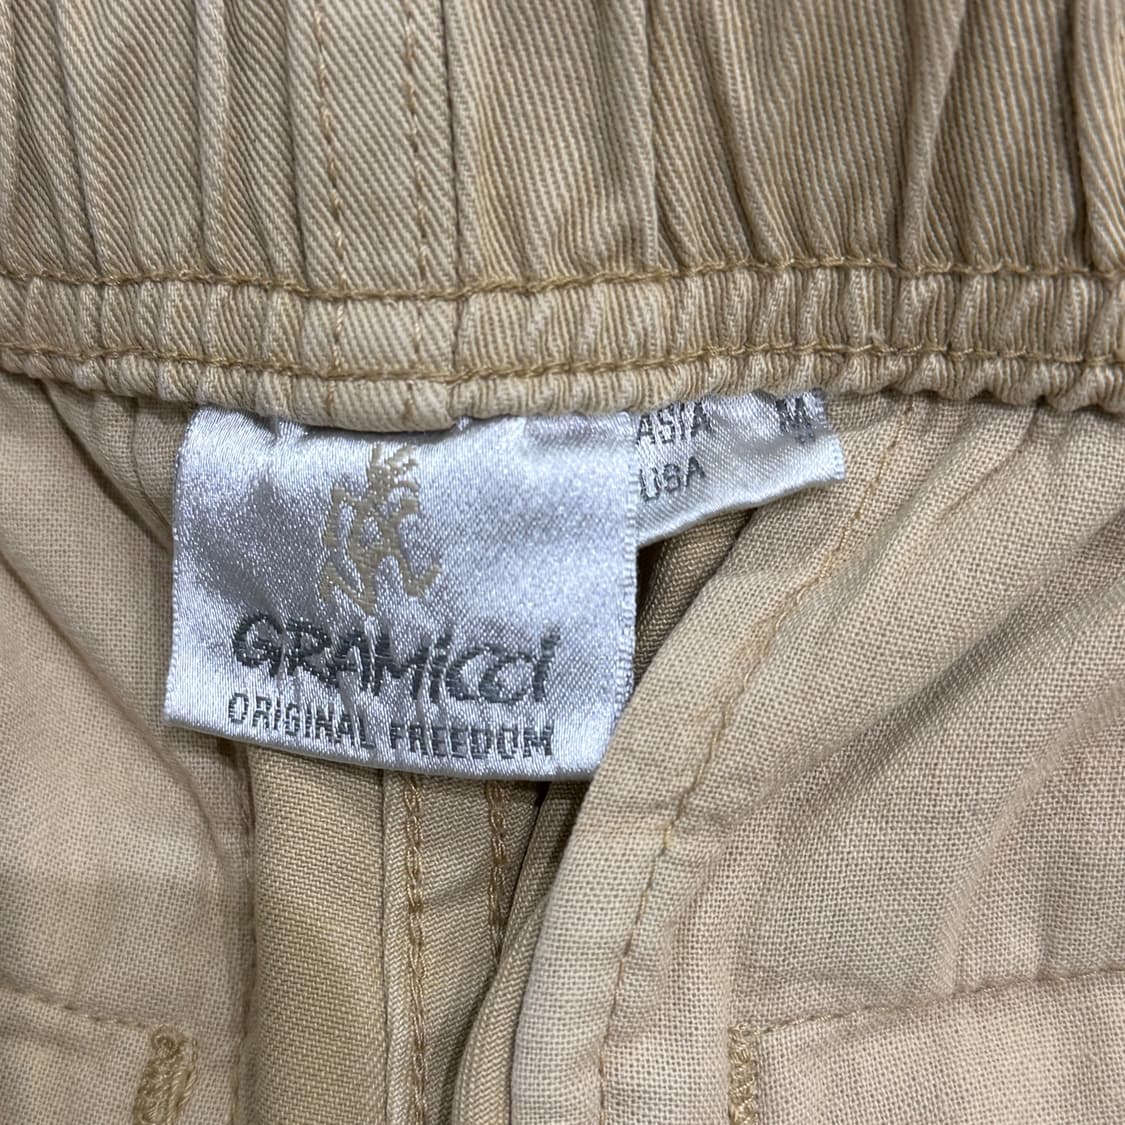 GRAMiCCi
ORIGINAL FREEDOM
ASIA M
USA